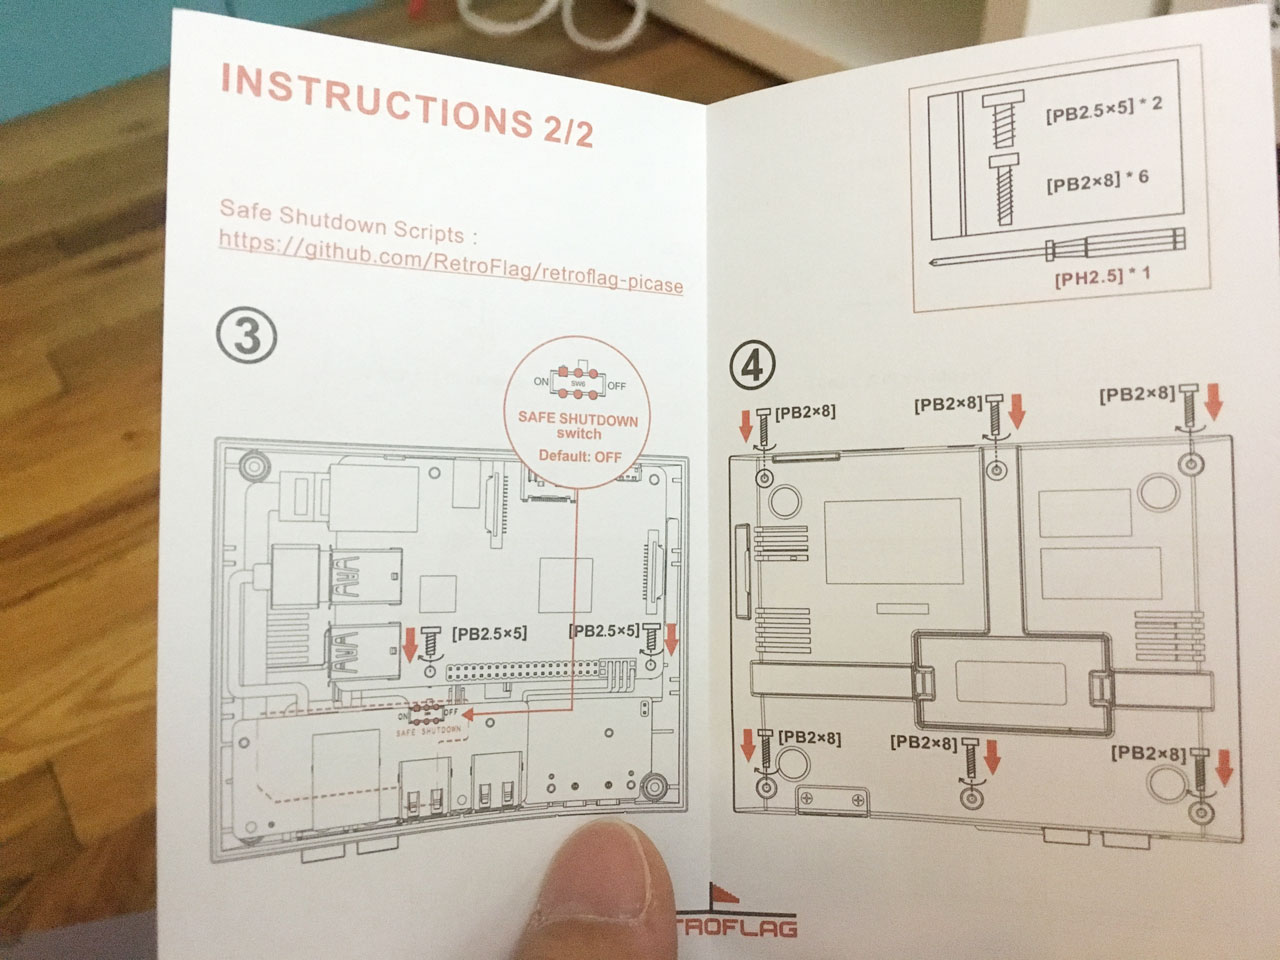 INSTRUCTIONS 2/2
Safe Shutdown Scripts :
https://github.com/RetroFlag/retroflag-picase
3
ON SW6 OFF
SAFE SHUTDOWN
switch
Default: OFF
[PB2.5×5]
[PB2.5×5]
ON OFF
SAFE SHUTDOWN
[PB2.5×5] * 2
[PB2×8] * 6
[PH2.5] * 1
4
[PB2×8]
[PB2×8]
[PB2×8]
[PB2×8]
[PB2×8]
[PB2×8]
TROFLAG